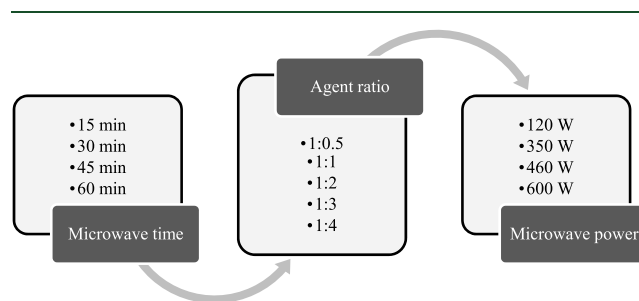 •15 min
•30 min
•45 min
•60 min
Microwave time
Agent ratio
•1:0.5
•1:1
•1:2
•1:3
•1:4
•120 W
•350 W
•460 W
•600 W
Microwave power